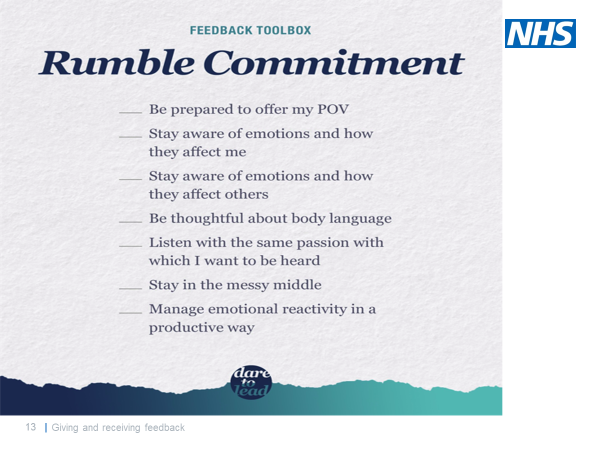 FEEDBACK TOOLBOX
NHS
Rumble Commitment
___ Be prepared to offer my POV
___ Stay aware of emotions and how
they affect me
___ Stay aware of emotions and how
they affect others
___ Be thoughtful about body language
___ Listen with the same passion with
which I want to be heard
___ Stay in the messy middle
___ Manage emotional reactivity in a
productive way
dare
to
lead
13 | Giving and receiving feedback